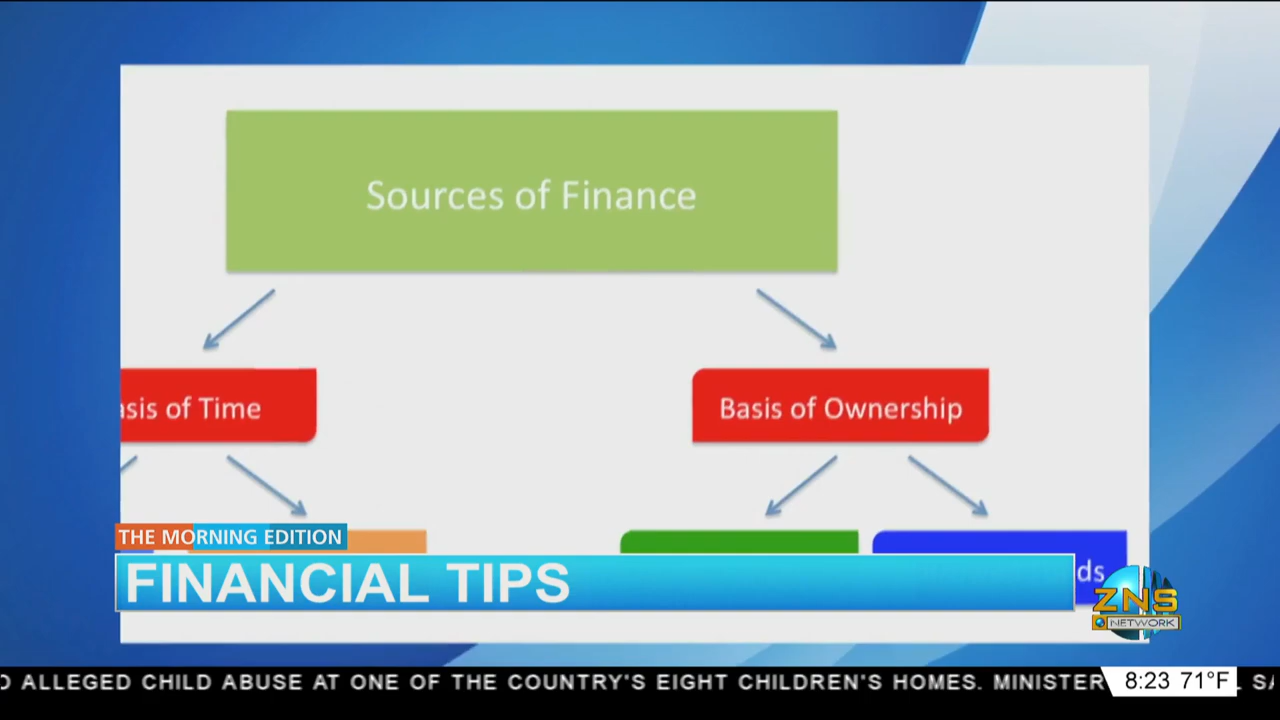 Sources of Finance
asis of Time
Basis of Ownership
THE MORNING EDITION
FINANCIAL TIPS
ds
ZNS
NETWORK
ALLEGED CHILD ABUSE AT ONE OF THE COUNTRY'S EIGHT CHILDREN'S HOMES. MINISTER
8:23 71°F